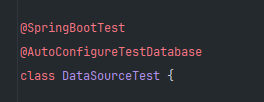 @SpringBootTest
@AutoConfigureTestDatabase
class DataSourceTest {